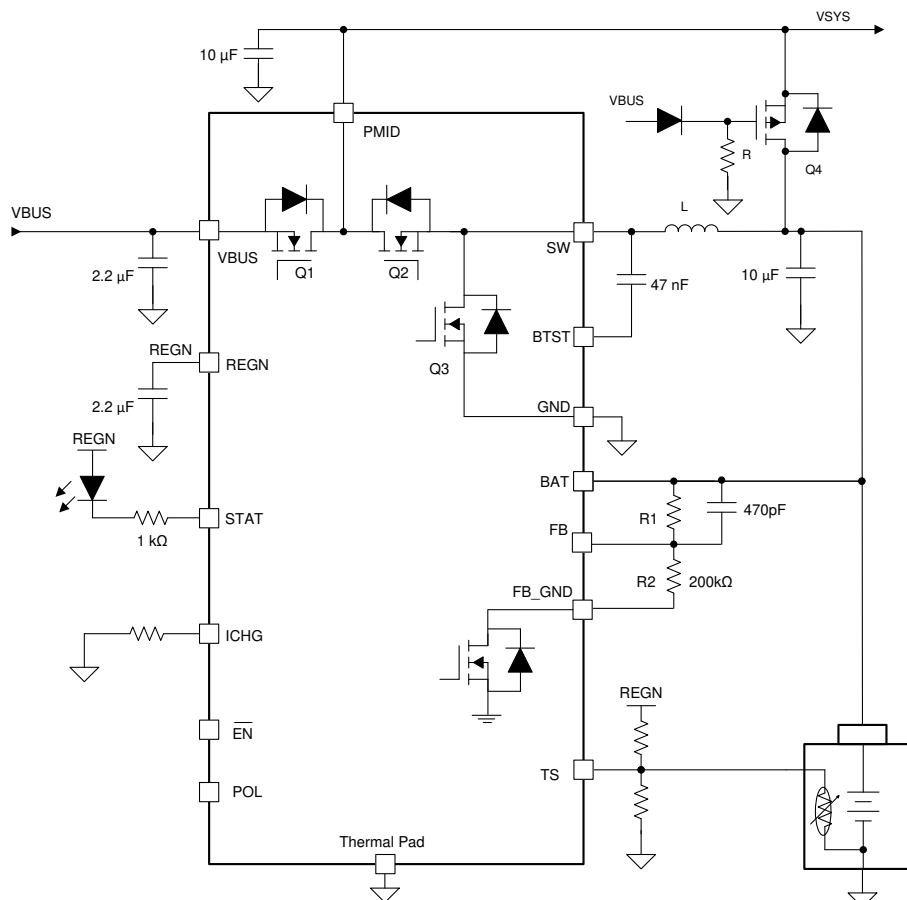 VSYS
10 µF
VBUS
PMID
R
Q4
VBUS
L
VBUS
SW
Q1
Q2
2.2 µF
47 nF
10 µF
BTST
REGN
REGN
Q3
2.2 µF
GND
REGN
BAT
R1
470pF
STAT
FB
1 kΩ
R2
200kΩ
FB_GND
ICHG
REGN
EN
TS
POL
Thermal Pad